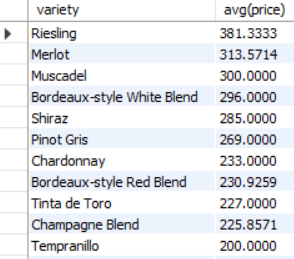 variety avg(price)
Riesling 381.3333
Merlot 313.5714
Muscadel 300.0000
Bordeaux-style White Blend 296.0000
Shiraz 285.0000
Pinot Gris 269.0000
Chardonnay 233.0000
Bordeaux-style Red Blend 230.9259
Tinta de Toro 227.0000
Champagne Blend 225.8571
Tempranillo 200.0000